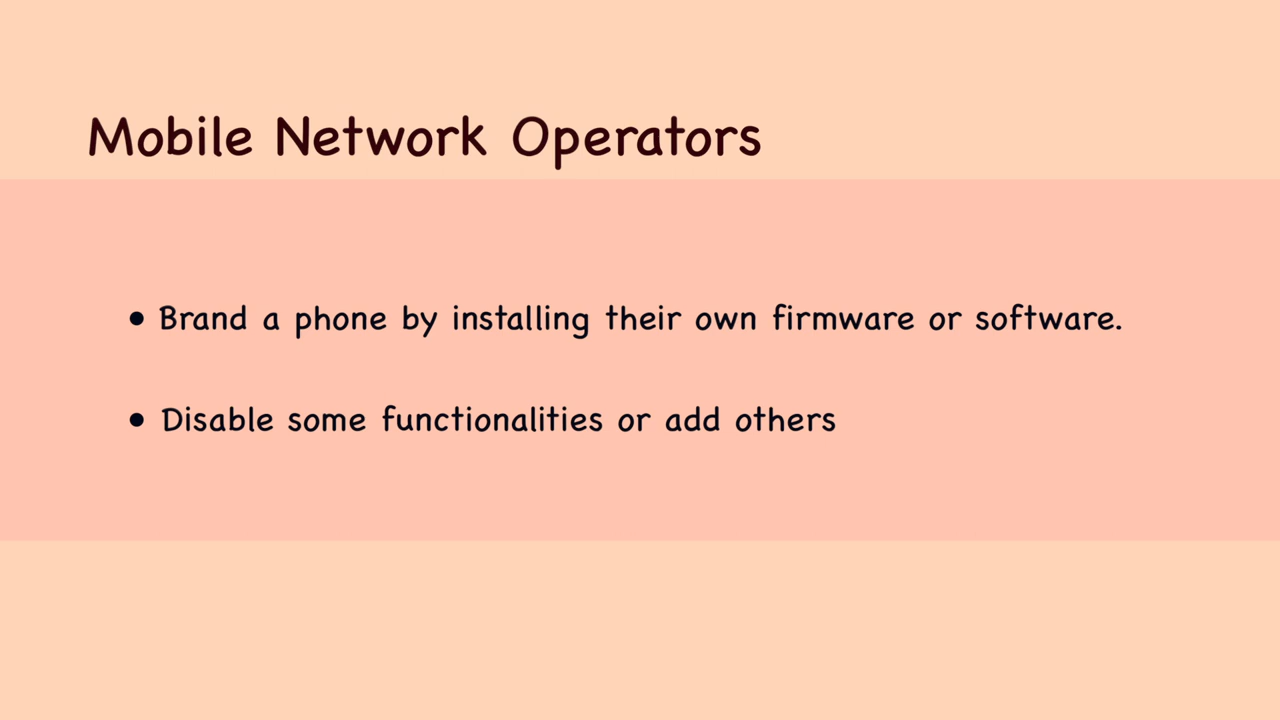 Mobile Network Operators
• Brand a phone by installing their own firmware or software.
• Disable some functionalities or add others